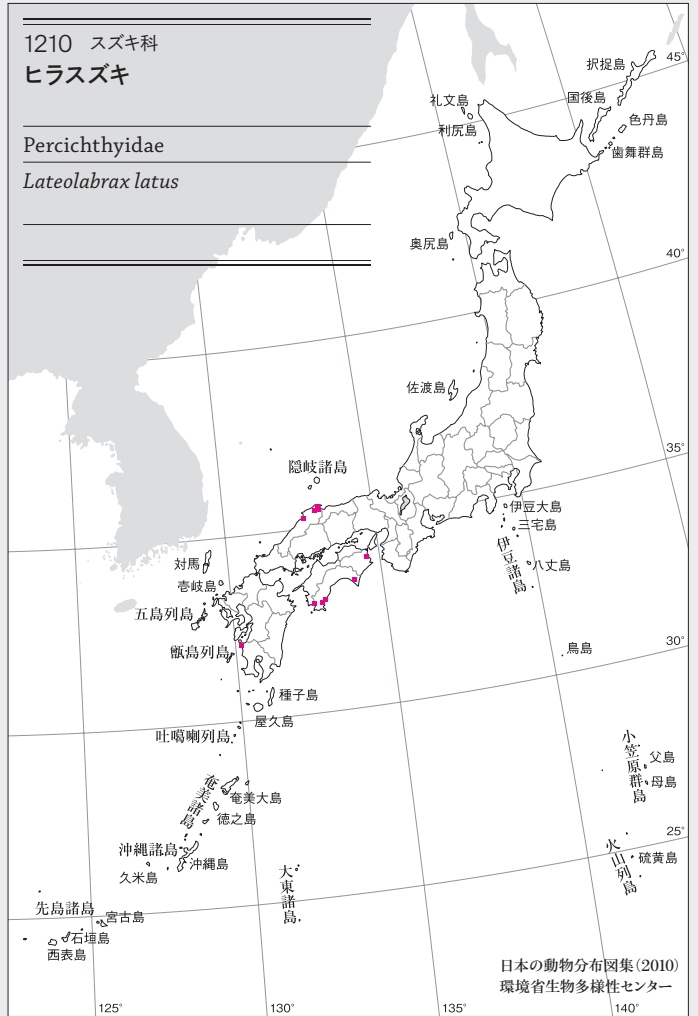 1210 スズキ科
ヒラスズキ
Percichthyidae
Lateolabrax latus
45°
択捉島
国後島
礼文島
色丹島
利尻島
歯舞群島
奥尻島
40°
佐渡島
35°
隠岐諸島
伊豆大島
三宅島
伊豆諸島
八丈島
対馬
壱岐島
五島列島
甑島列島
鳥島
30°
種子島
屋久島
吐噶喇列島
小笠原群島
父島
母島
奄美諸島
奄美大島
徳之島
25°
沖縄諸島
沖縄島
久米島
火山列島
硫黄島
大東諸島
先島諸島
宮古島
石垣島
西表島
日本の動物分布図集(2010)
環境省生物多様性センター
125°
130°
135°
140°